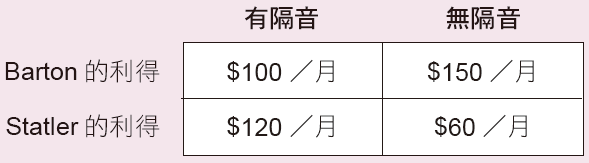 有隔音 無隔音
Barton 的利得 $100 ／月 $150 ／月
Statler 的利得 $120 ／月 $60 ／月